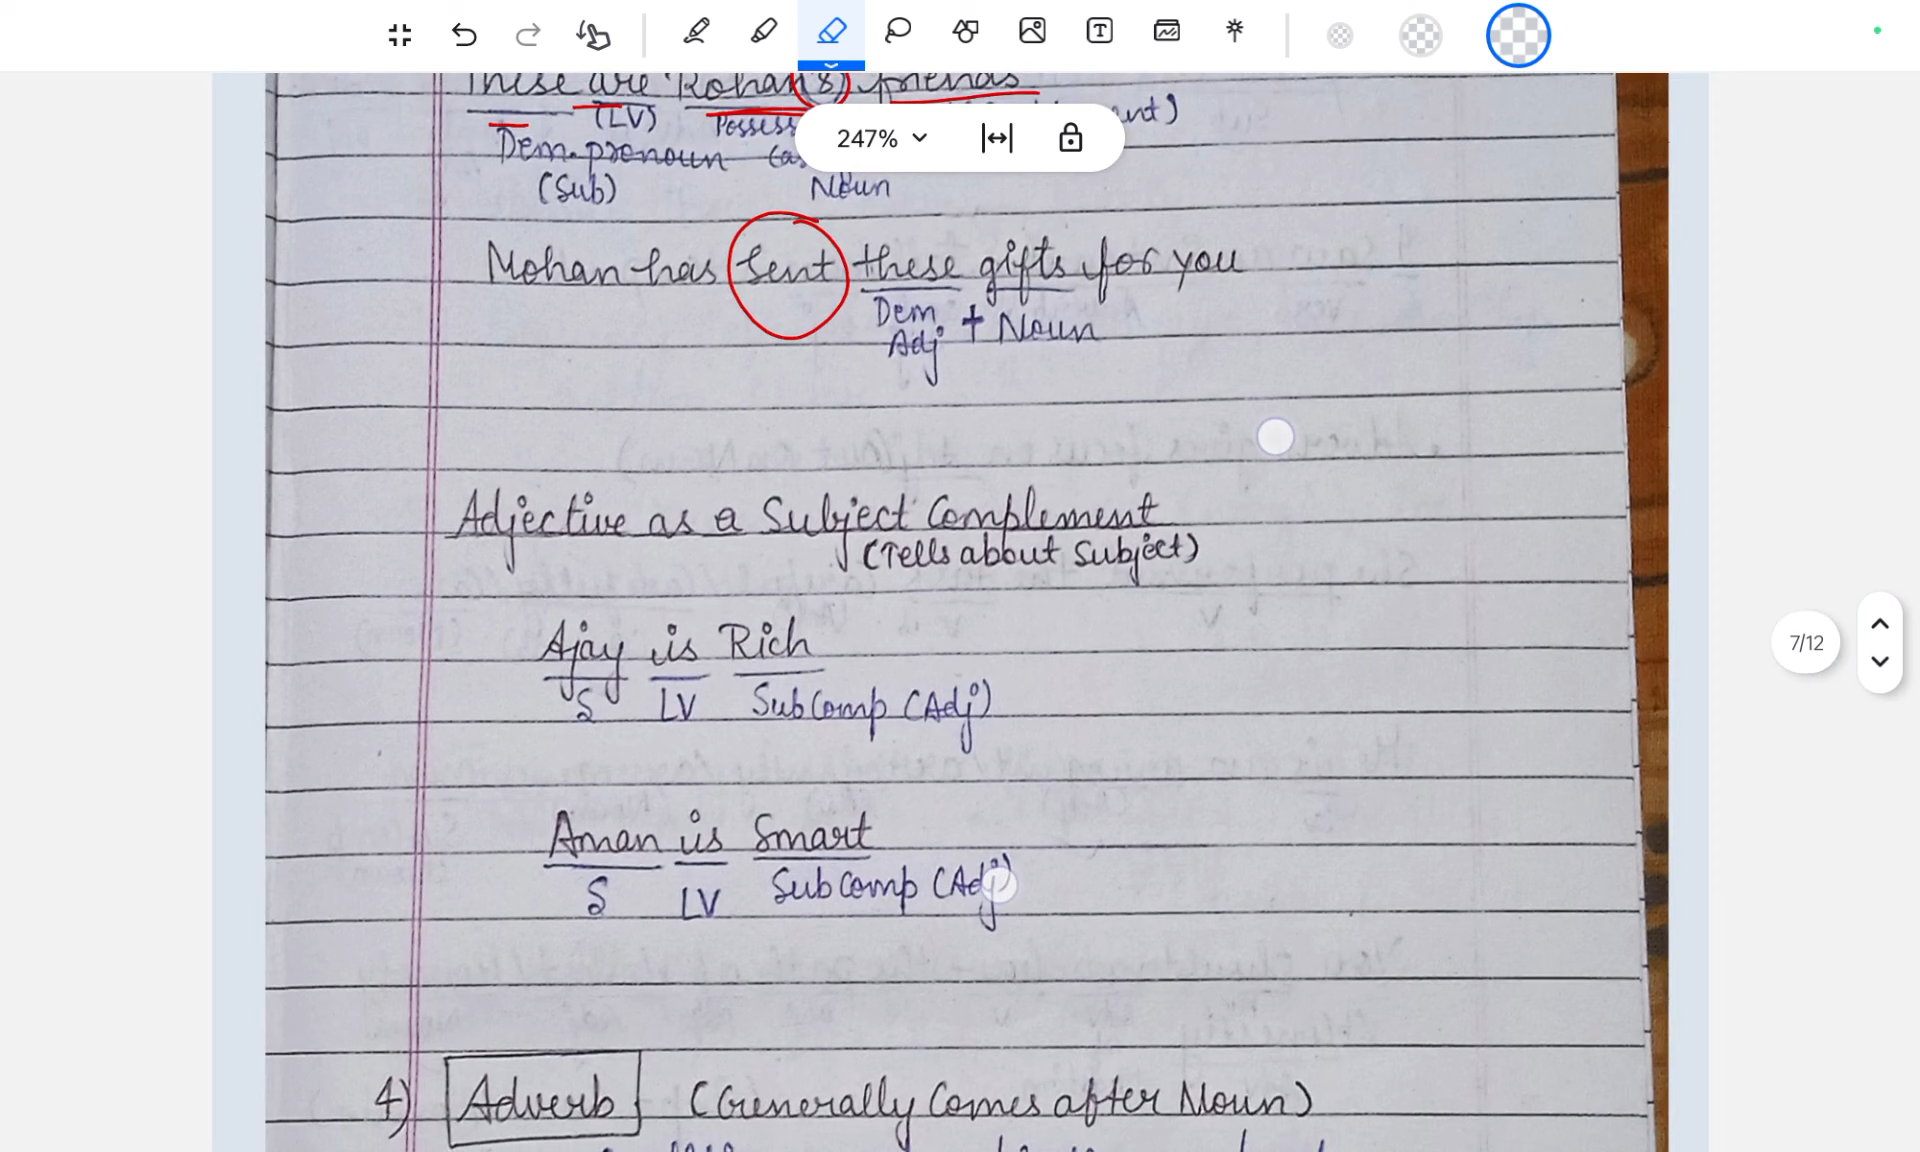 These are Rohan('s) friends
(LV) Possess ent)
Dem. pronoun (as
(Sub) Noun
247%
Mohan has sent these gifts for you
Dem Adj + Noun
Adjective as a Subject Complement
(Tells about Subject)
Ajay is Rich
S LV Sub Comp (Adj)
7/12
Aman is Smart
S LV Sub Comp (Adj)
4) Adverb (Generally Comes after Noun)